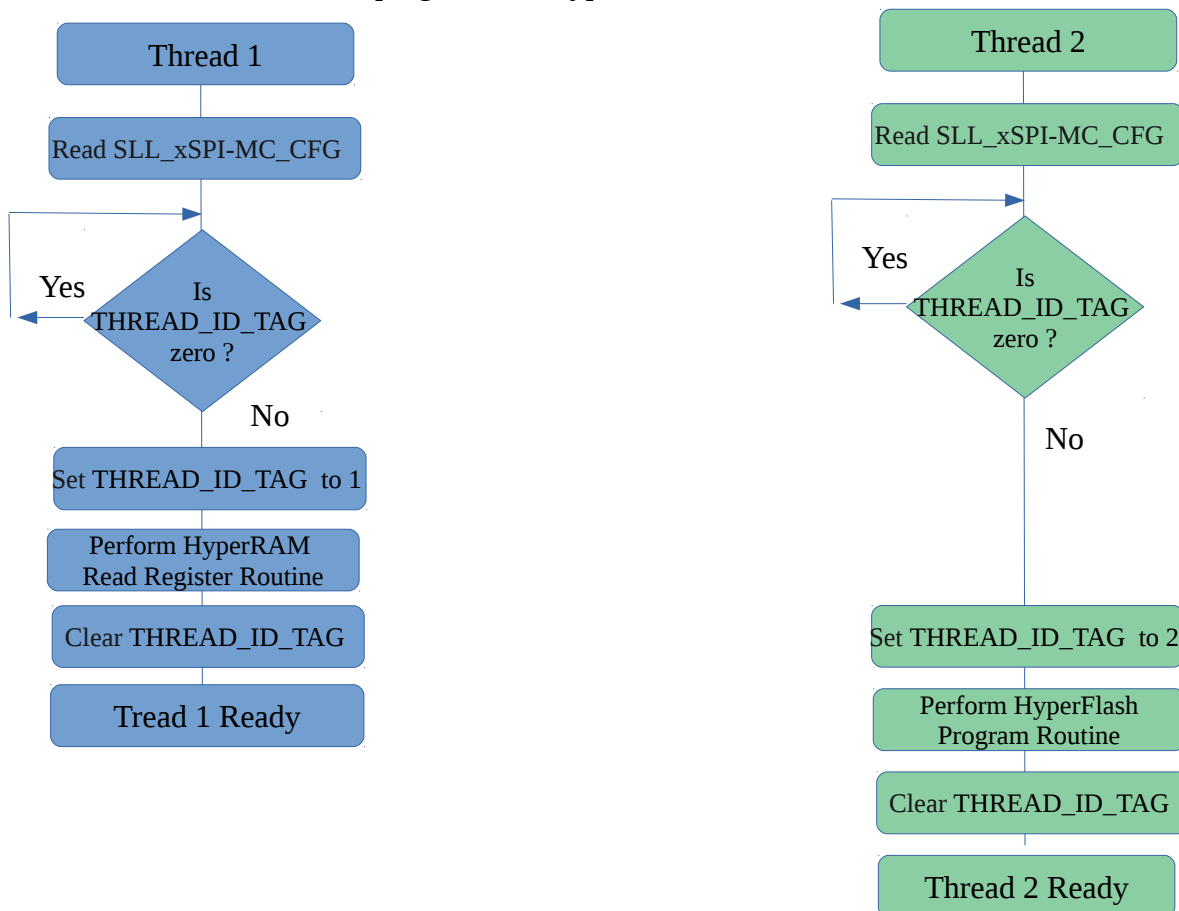 Thread 1
Read SLL_xSPI-MC_CFG
Yes
Is
THREAD_ID_TAG
zero ?
No
Set THREAD_ID_TAG to 1
Perform HyperRAM
Read Register Routine
Clear THREAD_ID_TAG
Tread 1 Ready
Thread 2
Read SLL_xSPI-MC_CFG
Yes
Is
THREAD_ID_TAG
zero ?
No
Set THREAD_ID_TAG to 2
Perform HyperFlash
Program Routine
Clear THREAD_ID_TAG
Thread 2 Ready